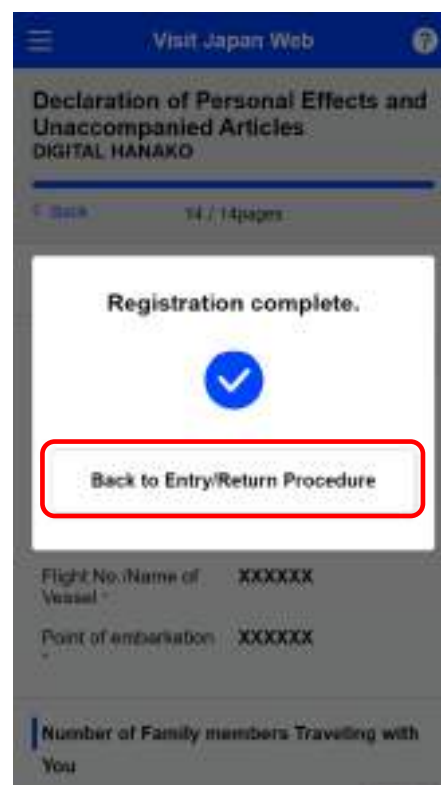 Visit Japan Web
?
Declaration of Personal Effects and
Unaccompanied Articles
DIGITAL HANAKO
< Back 14 / 14pages
Registration complete.
Back to Entry/Return Procedure
Flight No./Name of XXXXXX
Vessel *
Point of embarkation XXXXXX
*
Number of Family members Traveling with
You